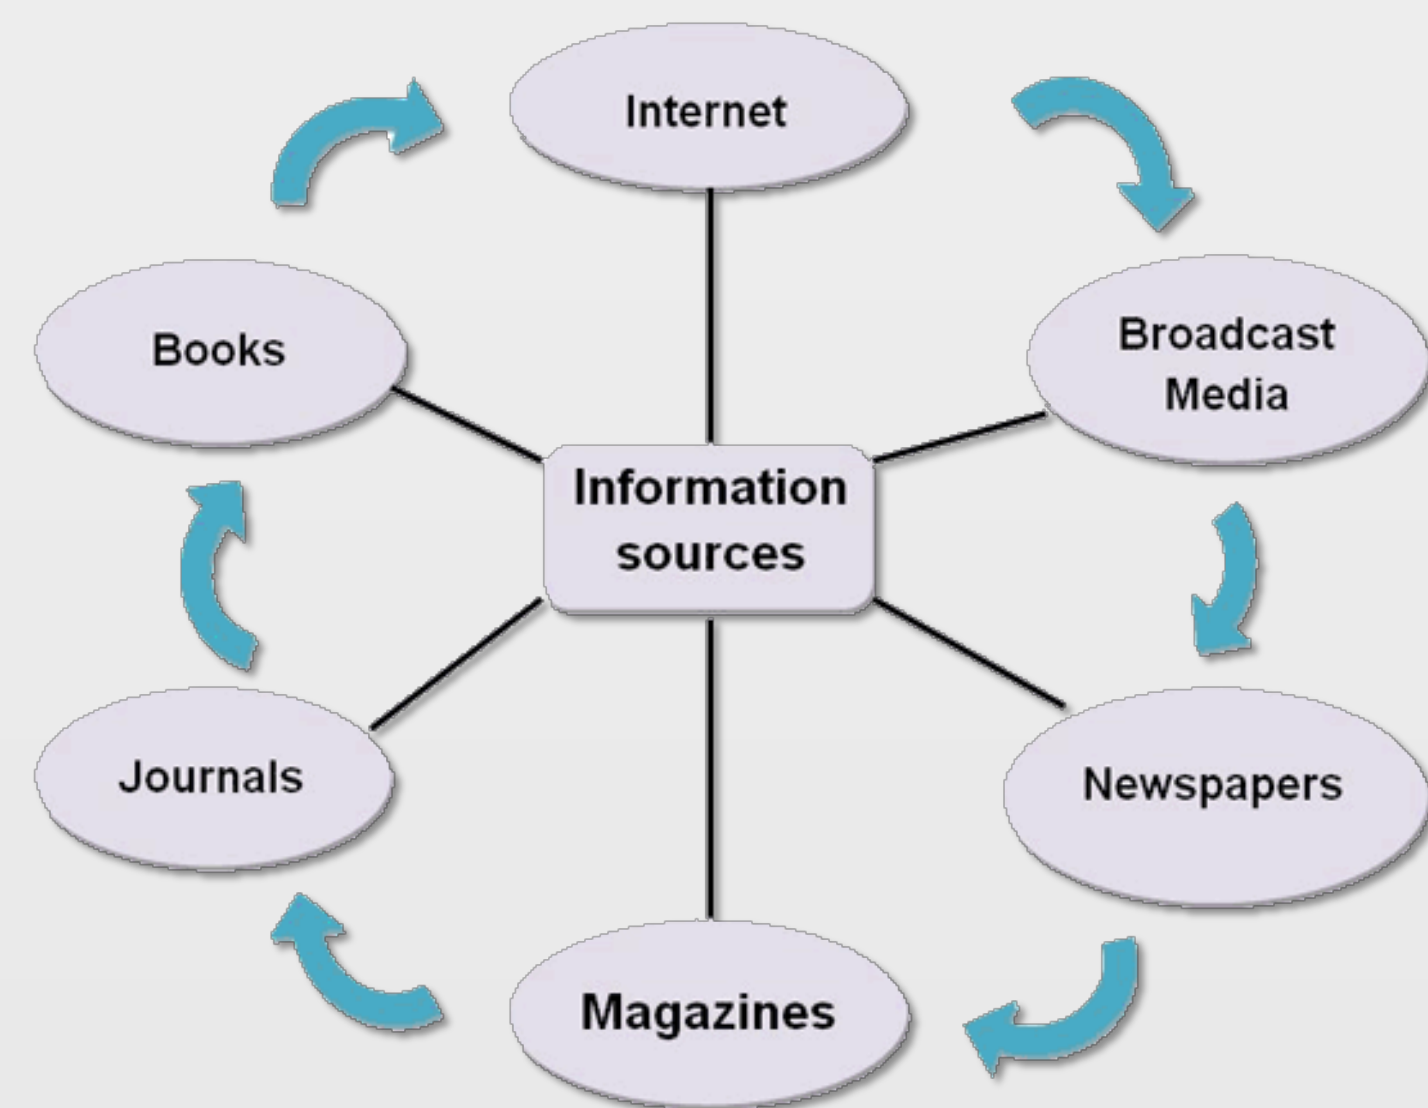 Internet
Broadcast
Media
Books
Information
sources
Journals
Newspapers
Magazines